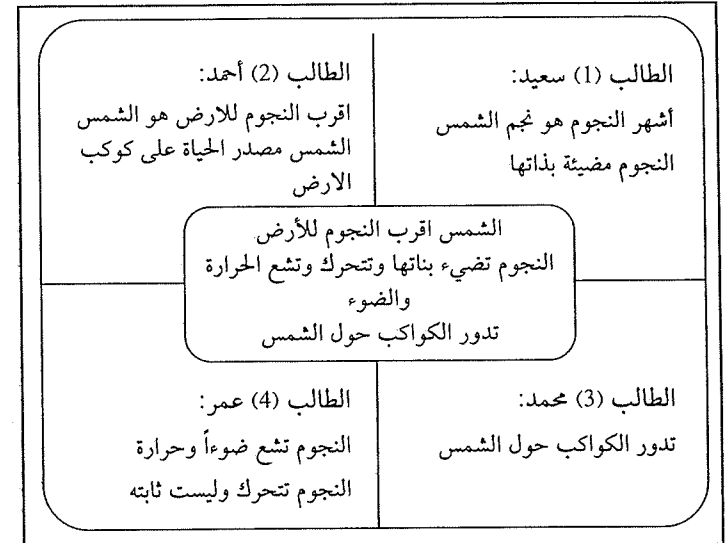 الطالب (1) سعيد:
أشهر النجوم هو نجم الشمس
النجوم مضيئة بذاتها
الطالب (2) أحمد:
اقرب النجوم للارض هو الشمس
الشمس مصدر الحياة على كوكب
الارض
الشمس اقرب النجوم للأرض
النجوم تضيء بناتها وتتحرك وتشع الحرارة
والضوء
تدور الكواكب حول الشمس
الطالب (3) محمد:
تدور الكواكب حول الشمس
الطالب (4) عمر:
النجوم تشع ضوءاً وحرارة
النجوم تتحرك وليست ثابته